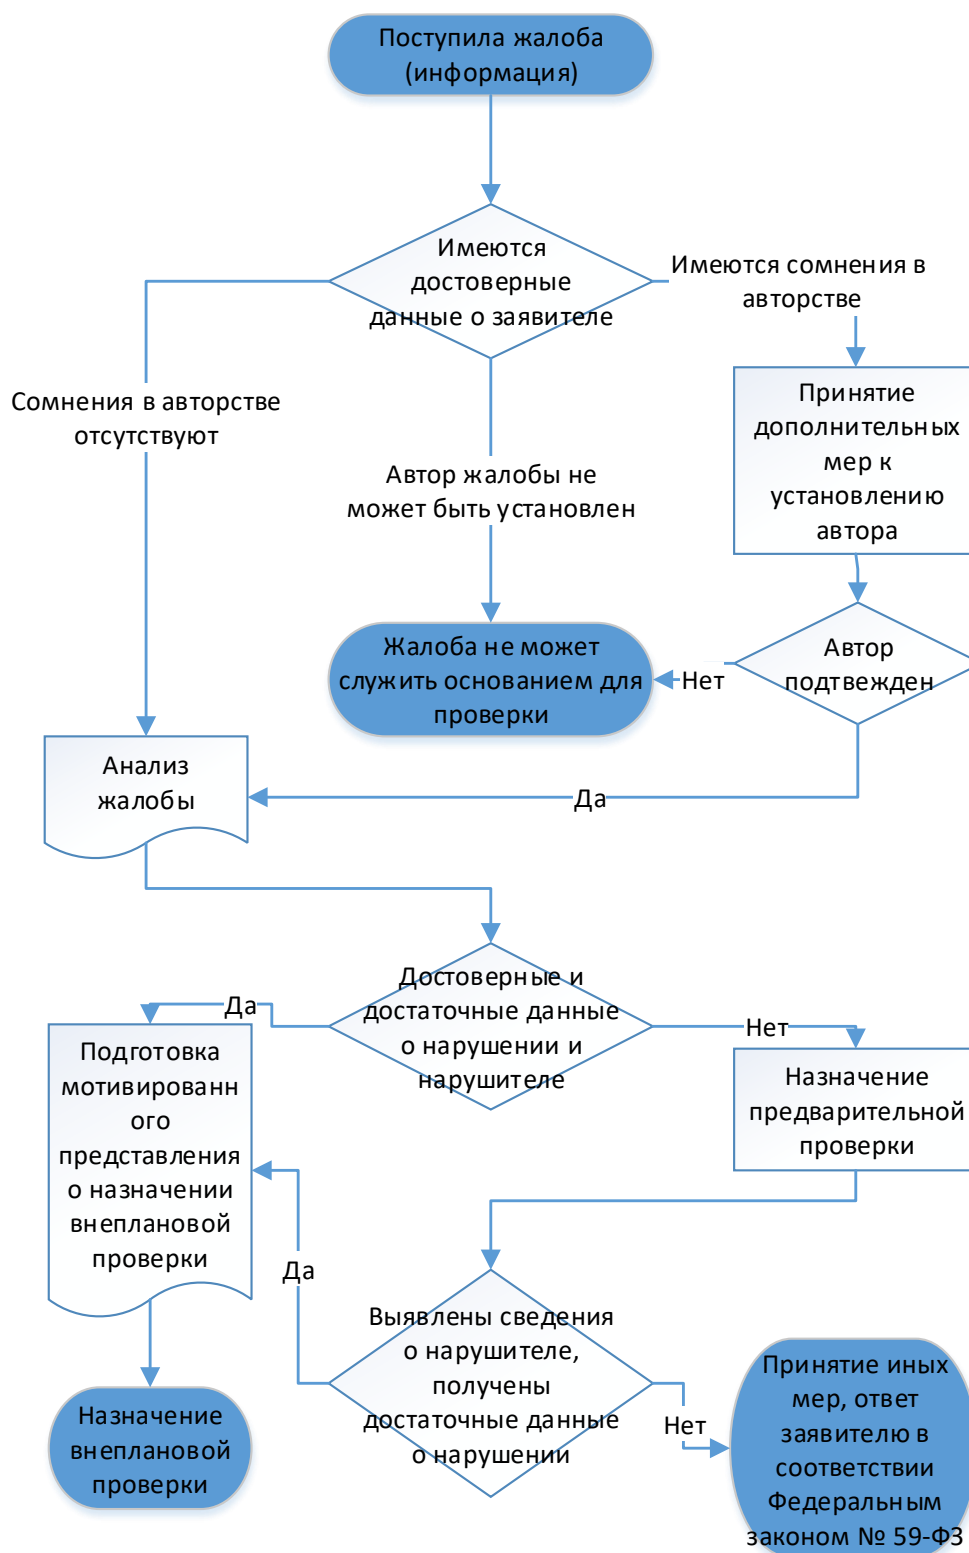 Поступила жалоба
(информация)
Имеются
достоверные
данные о заявителе
Имеются сомнения в
авторстве
Сомнения в авторстве
отсутствуют
Принятие
дополнительных
мер к
установлению
автора
Автор жалобы не
может быть установлен
Жалоба не может
служить основанием для
проверки
Нет
Автор
подтвежден
Анализ
жалобы
Да
Достоверные и
достаточные данные
о нарушении и
нарушителе
Да
Нет
Подготовка
мотивированн
ого
представления
о назначении
внеплановой
проверки
Назначение
предварительной
проверки
Да
Выявлены сведения
о нарушителе,
получены
достаточные данные
о нарушении
Нет
Принятие иных
мер, ответ
заявителю в
соответствии
Федеральным
законом № 59-ФЗ
Назначение
внеплановой
проверки